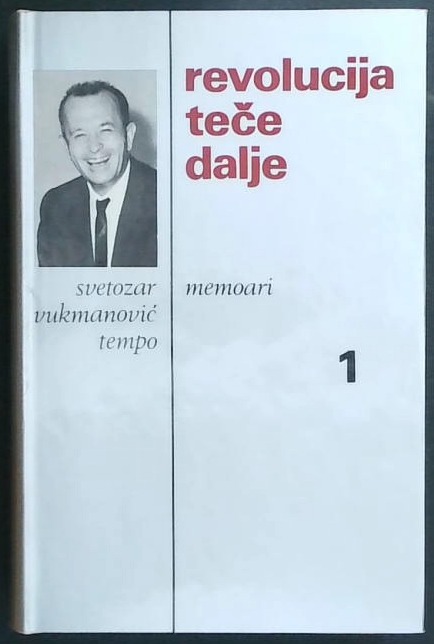 revolucija
teče
dalje
svetozar
vukmanović
tempo
memoari
1